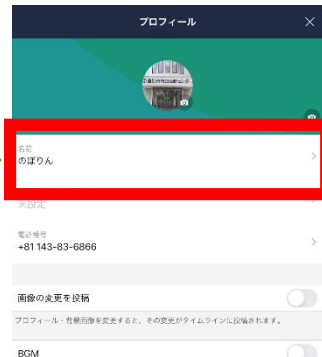 プロフィール
名前
のぼりん
未設定
電話番号
+81 143-83-6866
画像の変更を投稿
プロフィール・背景画像を変更すると、その変更がタイムラインに投稿されます。
BGM